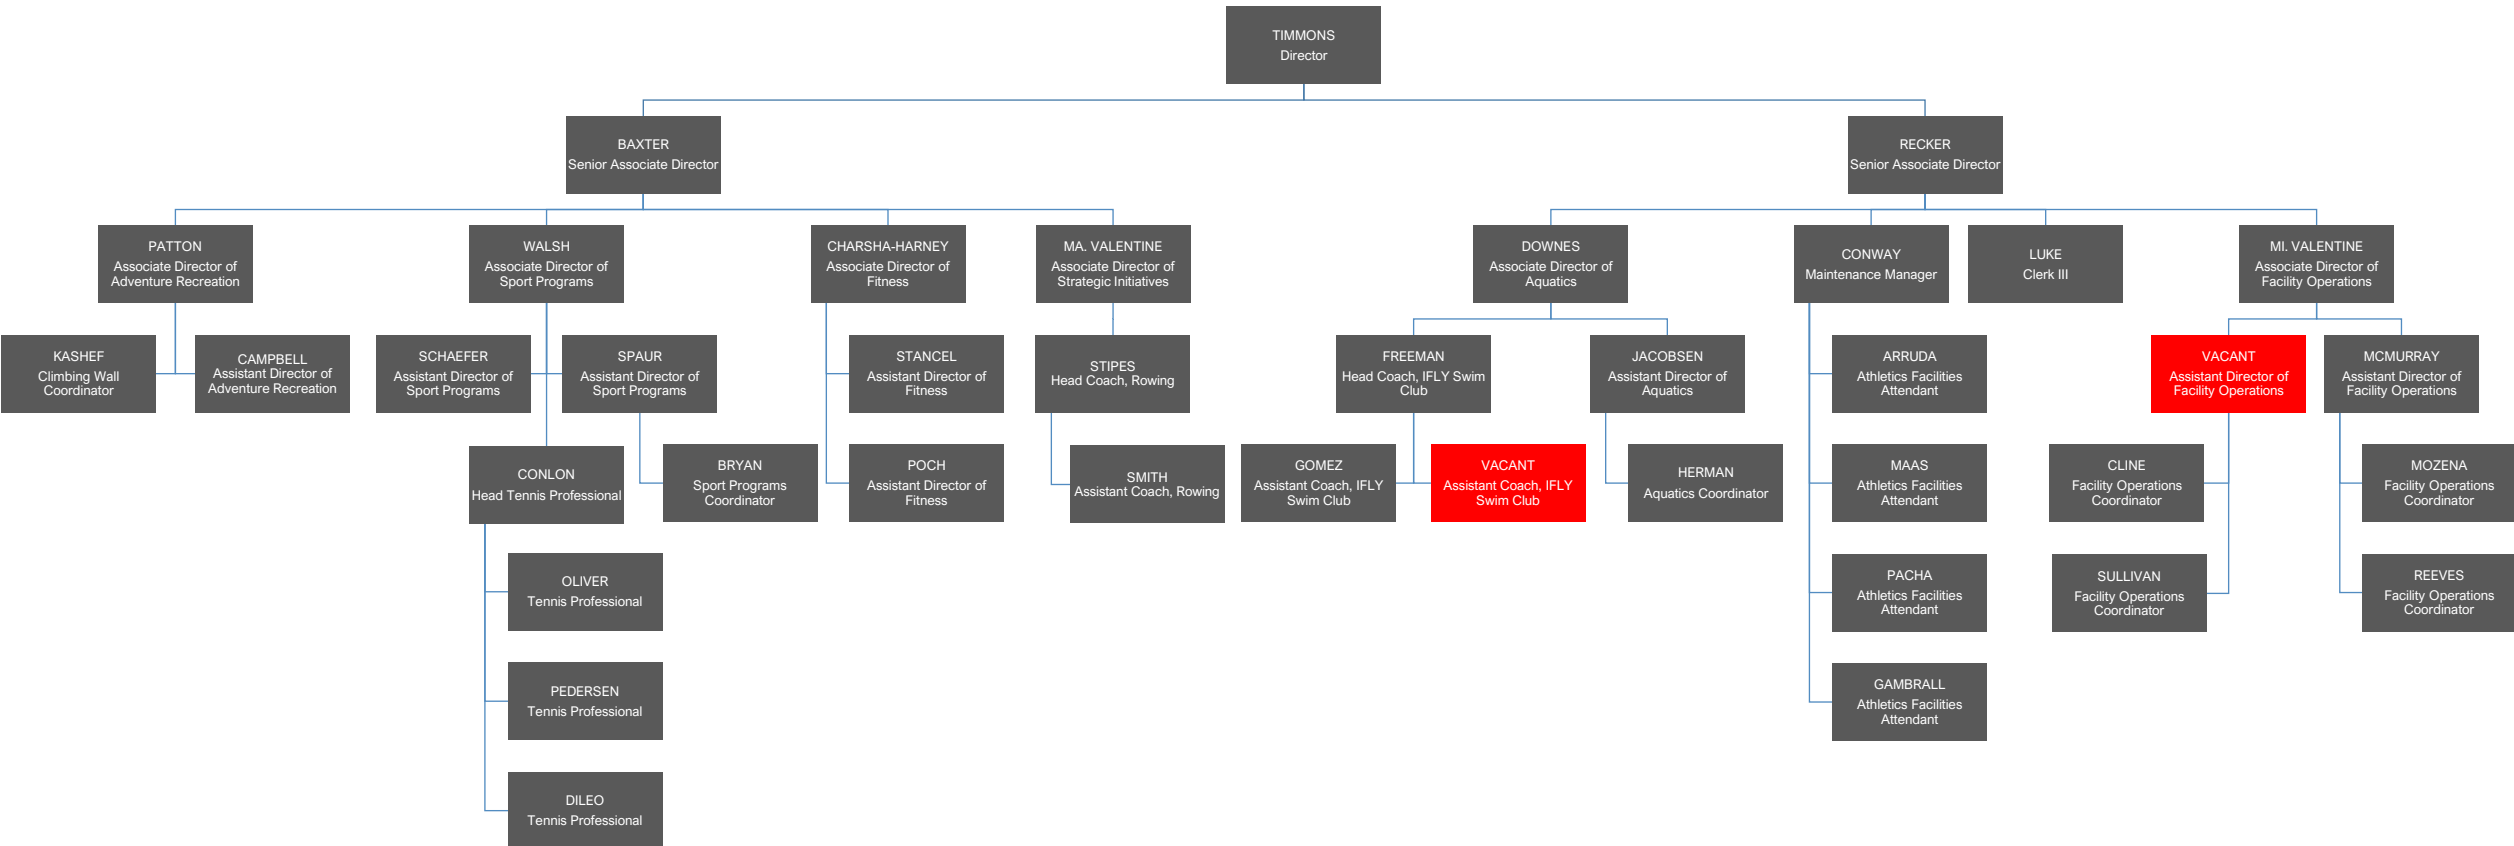 TIMMONS
Director
BAXTER
Senior Associate Director
RECKER
Senior Associate Director
PATTON
Associate Director of
Adventure Recreation
WALSH
Associate Director of
Sport Programs
CHARSHA-HARNEY
Associate Director of
Fitness
MA. VALENTINE
Associate Director of
Strategic Initiatives
DOWNES
Associate Director of
Aquatics
CONWAY
Maintenance Manager
LUKE
Clerk III
MI. VALENTINE
Associate Director of
Facility Operations
KASHEF
Climbing Wall
Coordinator
CAMPBELL
Assistant Director of
Adventure Recreation
SCHAEFER
Assistant Director of
Sport Programs
SPAUR
Assistant Director of
Sport Programs
STANCEL
Assistant Director of
Fitness
STIPES
Head Coach, Rowing
FREEMAN
Head Coach, IFLY Swim
Club
JACOBSEN
Assistant Director of
Aquatics
ARRUDA
Athletics Facilities
Attendant
VACANT
Assistant Director of
Facility Operations
MCMURRAY
Assistant Director of
Facility Operations
CONLON
Head Tennis Professional
BRYAN
Sport Programs
Coordinator
POCH
Assistant Director of
Fitness
SMITH
Assistant Coach, Rowing
GOMEZ
Assistant Coach, IFLY
Swim Club
VACANT
Assistant Coach, IFLY
Swim Club
HERMAN
Aquatics Coordinator
MAAS
Athletics Facilities
Attendant
CLINE
Facility Operations
Coordinator
MOZENA
Facility Operations
Coordinator
OLIVER
Tennis Professional
PACHA
Athletics Facilities
Attendant
SULLIVAN
Facility Operations
Coordinator
REEVES
Facility Operations
Coordinator
PEDERSEN
Tennis Professional
GAMBRALL
Athletics Facilities
Attendant
DILEO
Tennis Professional